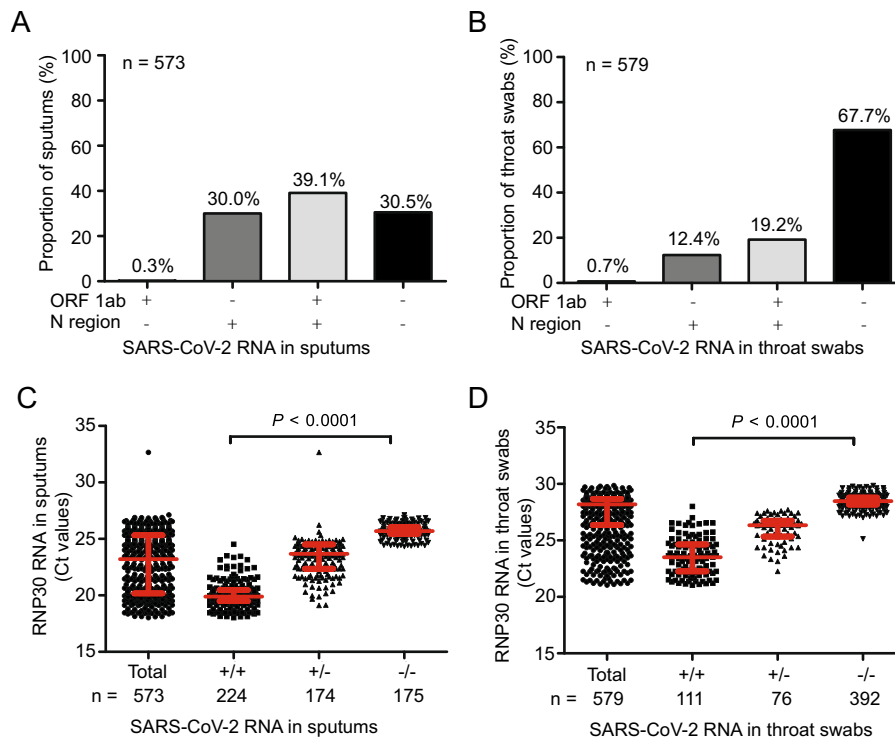 A
Proportion of sputums (%)
n = 573
100
80
60
40
20
0
0.3%
30.0%
39.1%
30.5%
ORF 1ab + - + -
N region - + + -
SARS-CoV-2 RNA in sputums
B
Proportion of throat swabs (%)
n = 579
100
80
60
40
20
0
0.7%
12.4%
19.2%
67.7%
ORF 1ab + - + -
N region - + + -
SARS-CoV-2 RNA in throat swabs
C
RNP30 RNA in sputums
(Ct values)
35
30
25
20
15
P < 0.0001
Total +/+ +/- -/-
n = 573 224 174 175
SARS-CoV-2 RNA in sputums
D
RNP30 RNA in throat swabs
(Ct values)
35
30
25
20
15
P < 0.0001
Total +/+ +/- -/-
n = 579 111 76 392
SARS-CoV-2 RNA in throat swabs